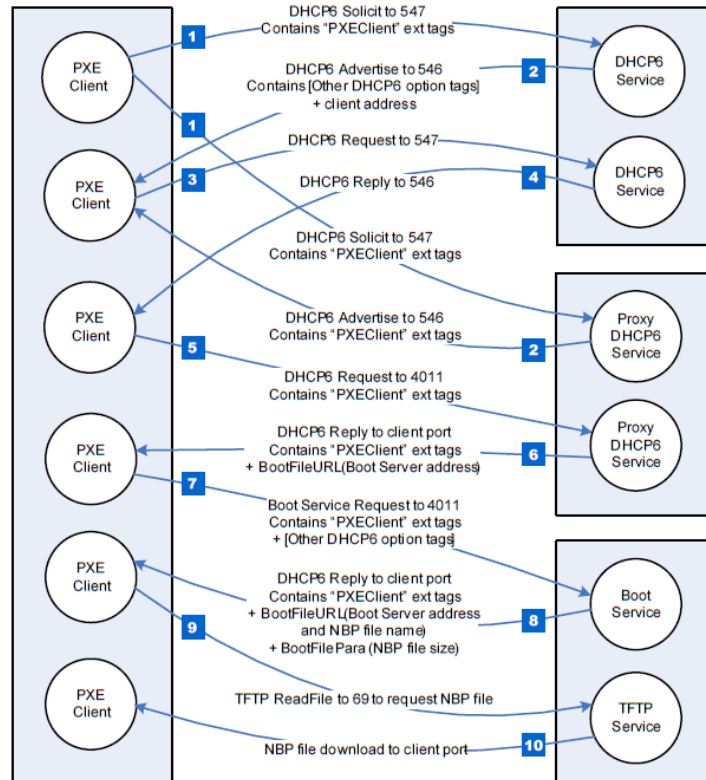 DHCP6 Solicit to 547
Contains "PXEClient" ext tags
1
PXE
Client
DHCP6
Service
2
DHCP6 Advertise to 546
Contains [Other DHCP6 option tags]
+ client address
1
DHCP6 Request to 547
PXE
Client
3
DHCP6
Service
4
DHCP6 Reply to 546
DHCP6 Solicit to 547
Contains "PXEClient" ext tags
PXE
Client
DHCP6 Advertise to 546
Contains "PXEClient" ext tags
5
2
Proxy
DHCP6
Service
DHCP6 Request to 4011
Contains "PXEClient" ext tags
PXE
Client
DHCP6 Reply to client port
Contains "PXEClient" ext tags
+ BootFileURL(Boot Server address)
6
Proxy
DHCP6
Service
7
Boot Service Request to 4011
Contains "PXEClient" ext tags
+ [Other DHCP6 option tags]
PXE
Client
DHCP6 Reply to client port
Contains "PXEClient" ext tags
+ BootFileURL(Boot Server address
and NBP file name)
+ BootFilePara (NBP file size)
8
Boot
Service
9
PXE
Client
TFTP ReadFile to 69 to request NBP file
TFTP
Service
10
NBP file download to client port